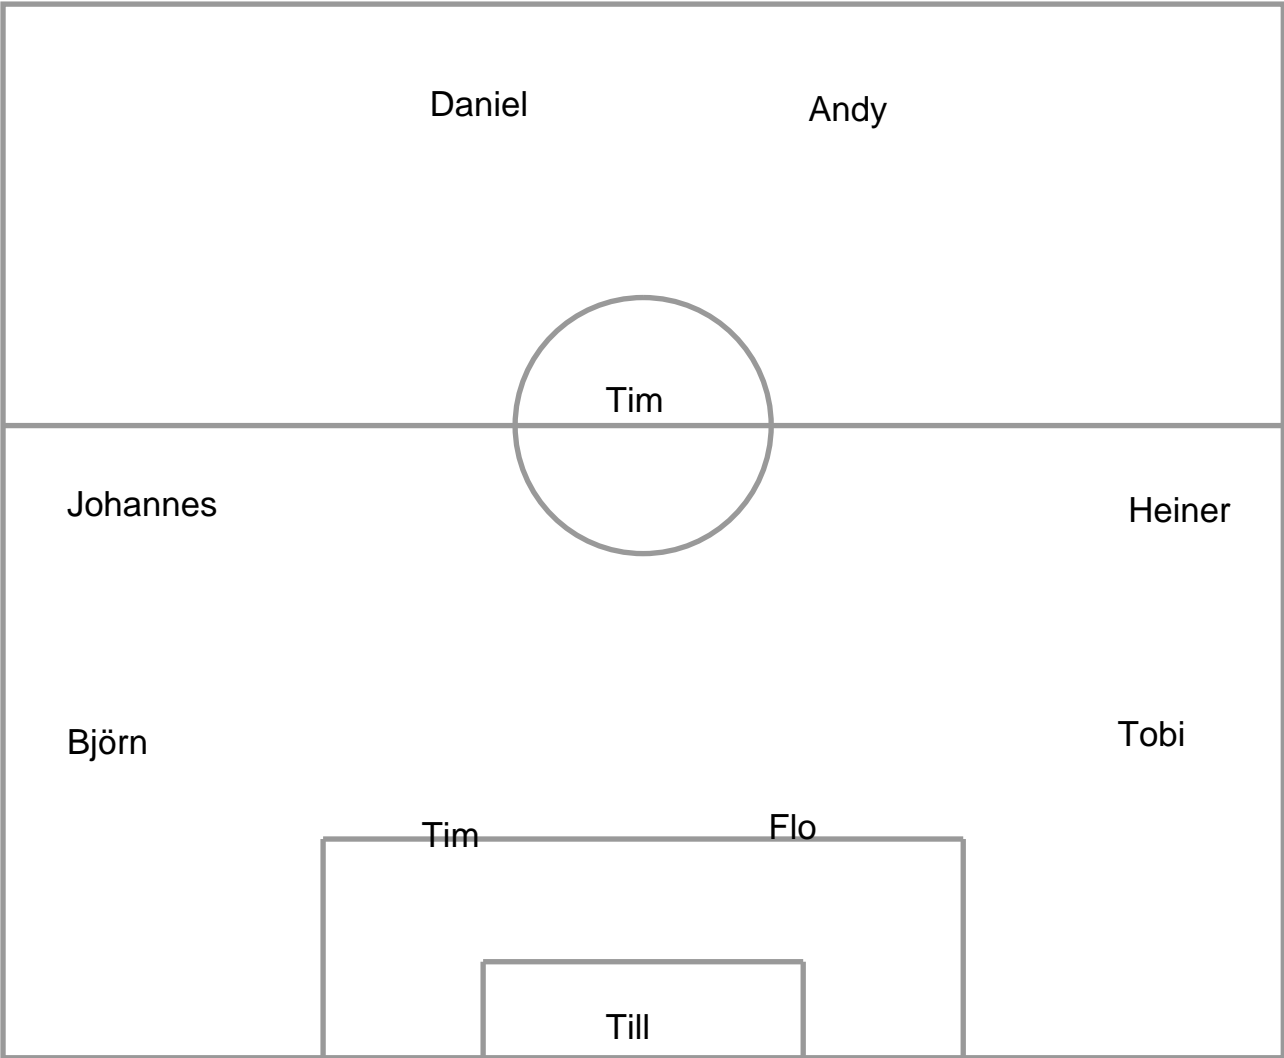 Daniel
Andy
Tim
Johannes
Heiner
Björn
Tobi
Tim
Flo
Till